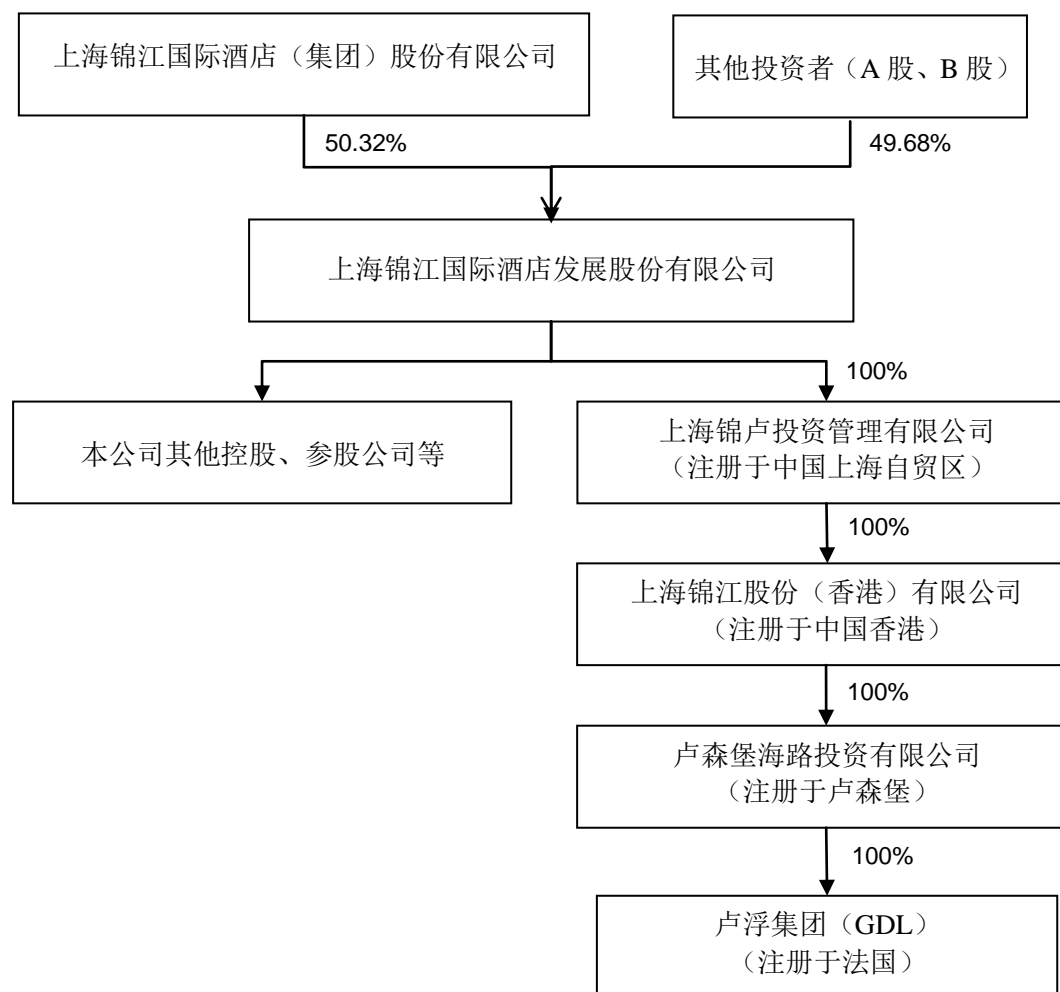 上海锦江国际酒店（集团）股份有限公司
其他投资者（A 股、B 股）
50.32%
49.68%
上海锦江国际酒店发展股份有限公司
100%
本公司其他控股、参股公司等
上海锦卢投资管理有限公司
（注册于中国上海自贸区）
100%
上海锦江股份（香港）有限公司
（注册于中国香港）
100%
卢森堡海路投资有限公司
（注册于卢森堡）
100%
卢浮集团（GDL）
（注册于法国）